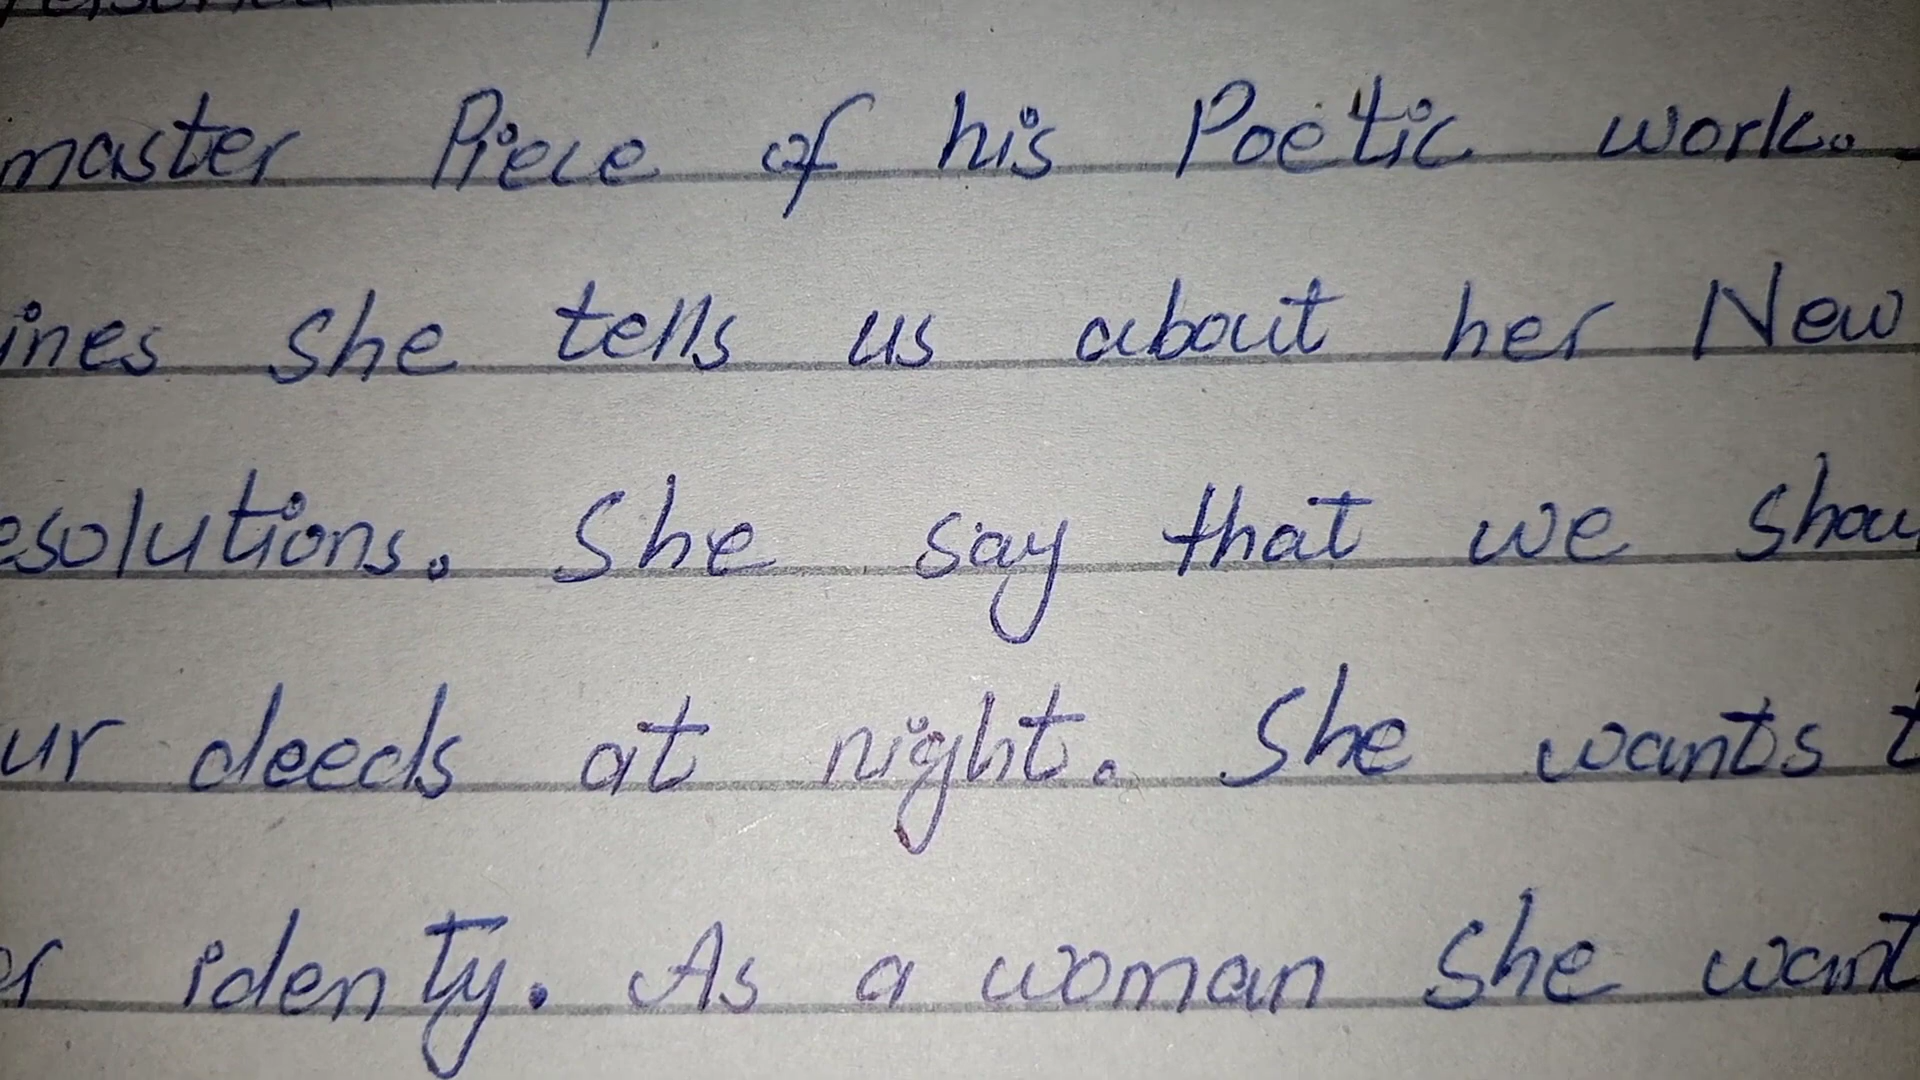 master Piece of his Poetic work.
ines she tells us about her New
esolutions. She say that we shou
ur deeds at night. She wants t
er identy. As a woman she want